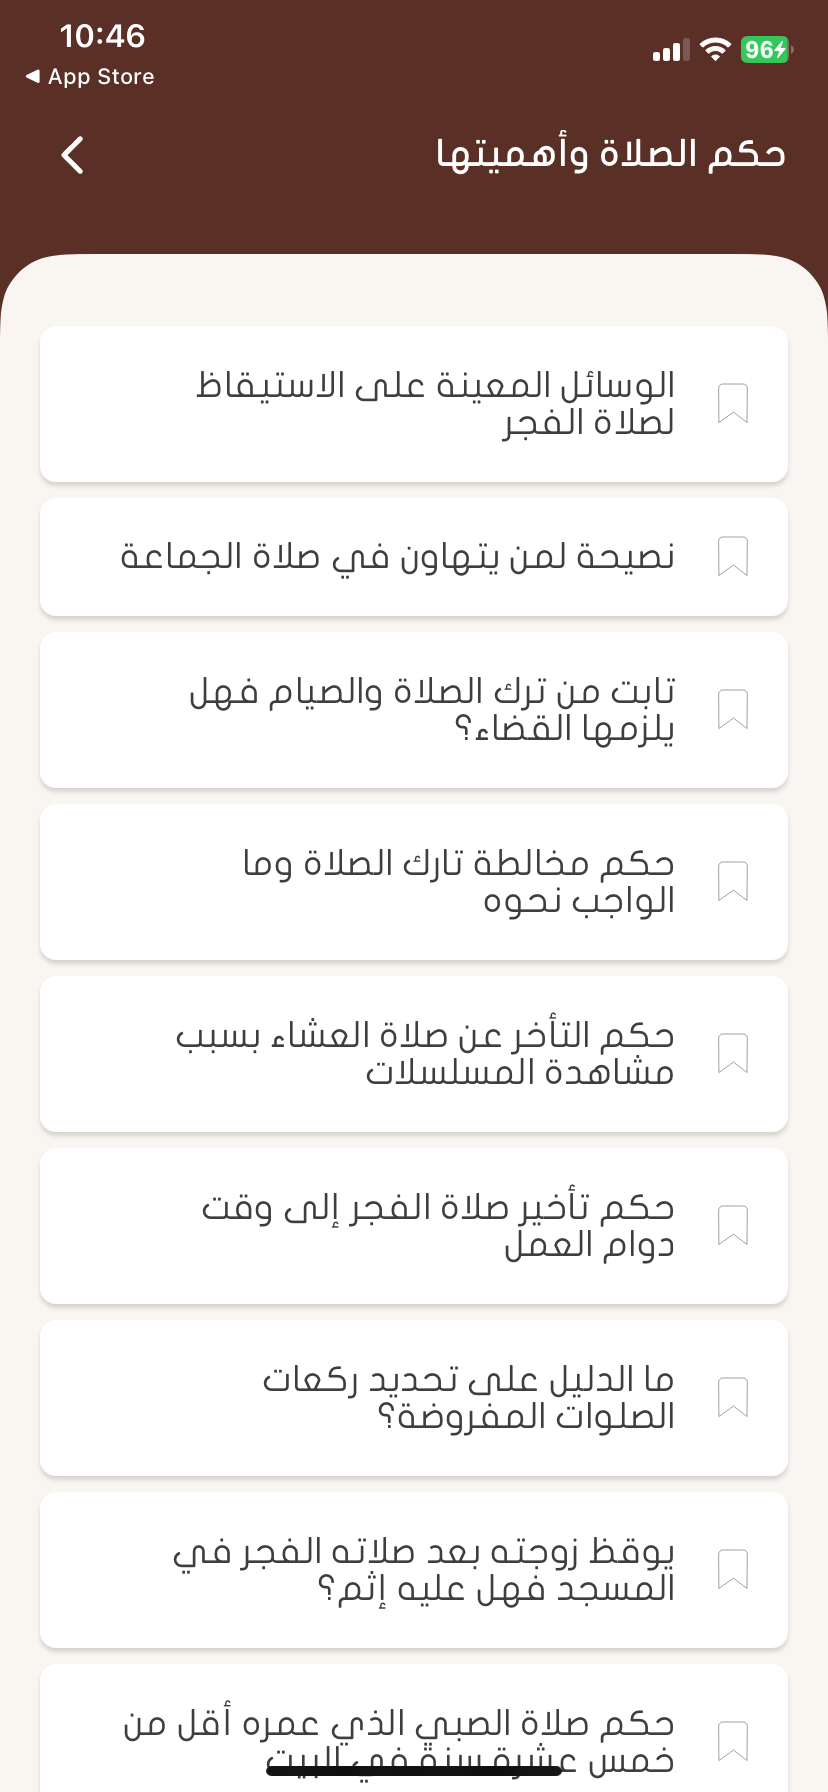 10:46
96
◀ App Store
حكم الصلاة وأهميتها
الوسائل المعينة على الاستيقاظ
لصلاة الفجر
نصيحة لمن يتهاون في صلاة الجماعة
تابت من ترك الصلاة والصيام فهل
يلزمها القضاء؟
حكم مخالطة تارك الصلاة وما
الواجب نحوه
حكم التأخر عن صلاة العشاء بسبب
مشاهدة المسلسلات
حكم تأخير صلاة الفجر إلى وقت
دوام العمل
ما الدليل على تحديد ركعات
الصلوات المفروضة؟
يوقظ زوجته بعد صلاته الفجر في
المسجد فهل عليه إثم؟
حكم صلاة الصبي الذي عمره أقل من
خمس عشرة سنة في البيت